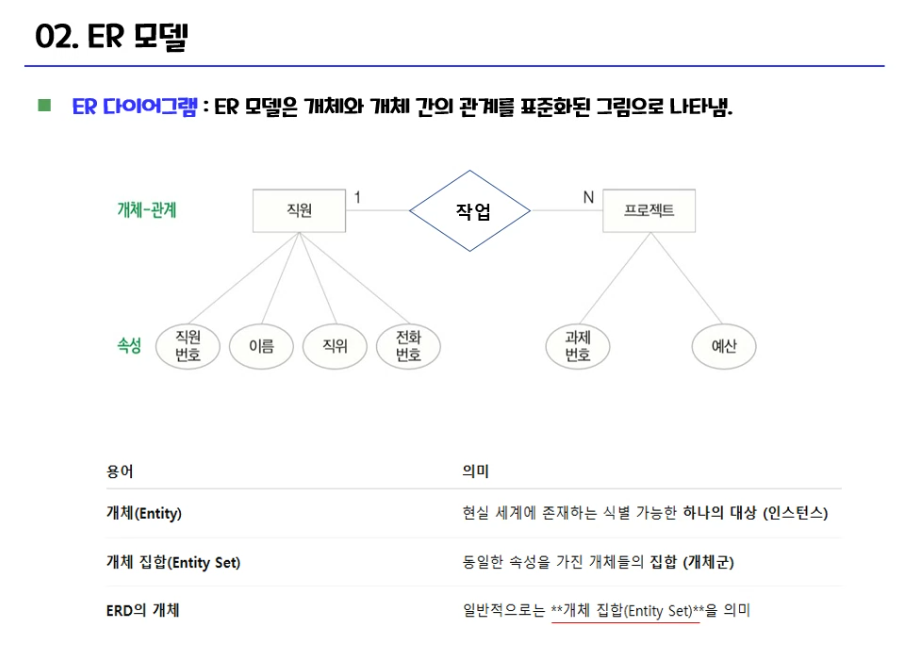 02. ER 모델
ER 다이어그램 : ER 모델은 개체와 개체 간의 관계를 표준화된 그림으로 나타냄.
개체-관계
직원
1
작업
N
프로젝트
속성
직원
번호
이름
직위
전화
번호
과제
번호
예산
용어 의미
개체(Entity) 현실 세계에 존재하는 식별 가능한 하나의 대상 (인스턴스)
개체 집합(Entity Set) 동일한 속성을 가진 개체들의 집합 (개체군)
ERD의 개체 일반적으로는 **개체 집합(Entity Set)**을 의미